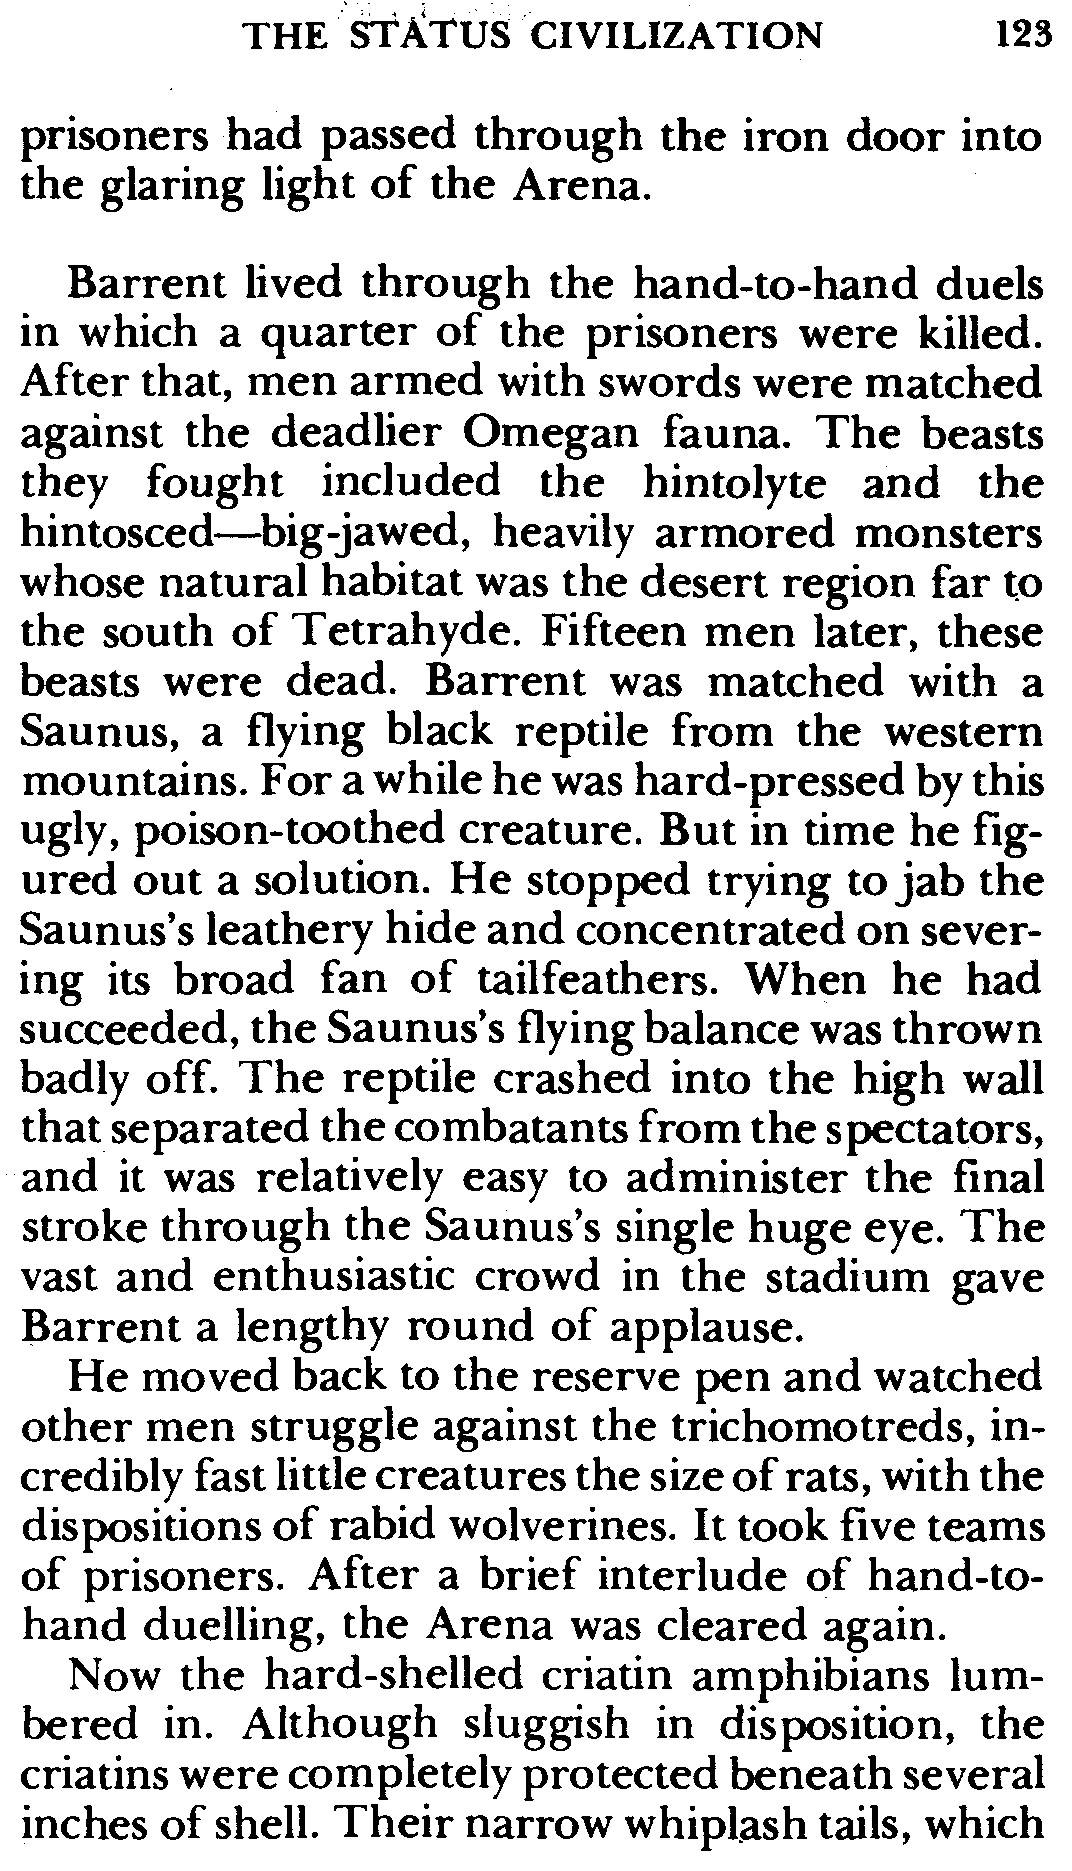 THE STATUS CIVILIZATION 123
prisoners had passed through the iron door into
the glaring light of the Arena.
Barrent lived through the hand-to-hand duels
in which a quarter of the prisoners were killed.
After that, men armed with swords were matched
against the deadlier Omegan fauna. The beasts
they fought included the hintolyte and the
hintosced—big-jawed, heavily armored monsters
whose natural habitat was the desert region far to
the south of Tetrahyde. Fifteen men later, these
beasts were dead. Barrent was matched with a
Saunus, a flying black reptile from the western
mountains. For a while he was hard-pressed by this
ugly, poison-toothed creature. But in time he fig-
ured out a solution. He stopped trying to jab the
Saunus's leathery hide and concentrated on sever-
ing its broad fan of tailfeathers. When he had
succeeded, the Saunus's flying balance was thrown
badly off. The reptile crashed into the high wall
that separated the combatants from the spectators,
and it was relatively easy to administer the final
stroke through the Saunus's single huge eye. The
vast and enthusiastic crowd in the stadium gave
Barrent a lengthy round of applause.
He moved back to the reserve pen and watched
other men struggle against the trichomotreds, in-
credibly fast little creatures the size of rats, with the
dispositions of rabid wolverines. It took five teams
of prisoners. After a brief interlude of hand-to-
hand duelling, the Arena was cleared again.
Now the hard-shelled criatin amphibians lum-
bered in. Although sluggish in disposition, the
criatins were completely protected beneath several
inches of shell. Their narrow whiplash tails, which